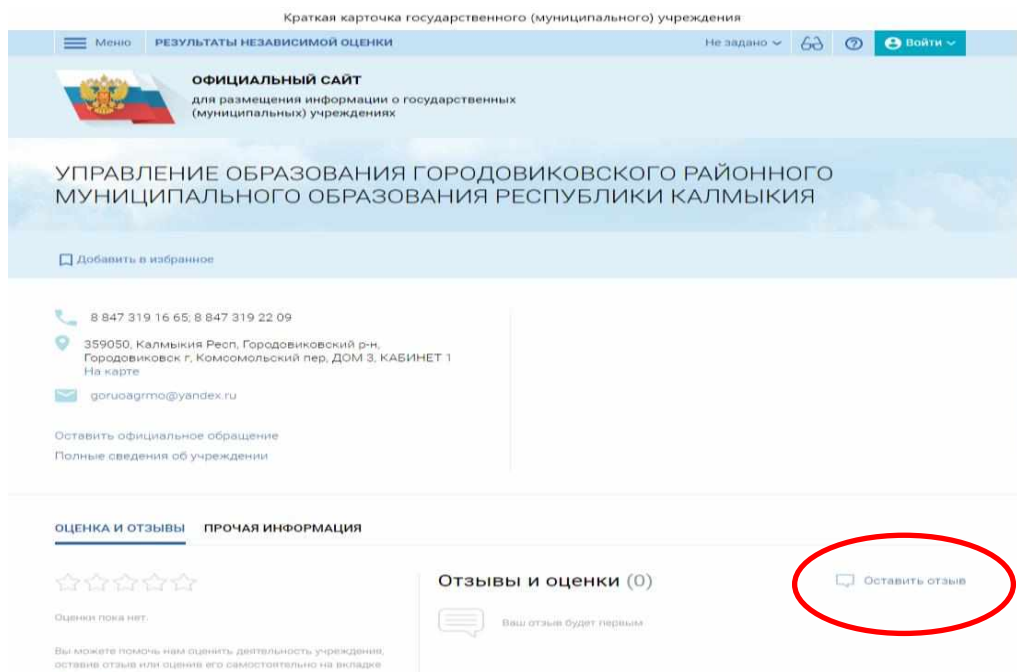 Краткая карточка государственного (муниципального) учреждения
Меню РЕЗУЛЬТАТЫ НЕЗАВИСИМОЙ ОЦЕНКИ Не задано Войти
ОФИЦИАЛЬНЫЙ САЙТ
для размещения информации о государственных
(муниципальных) учреждениях
УПРАВЛЕНИЕ ОБРАЗОВАНИЯ ГОРОДОВИКОВСКОГО РАЙОННОГО
МУНИЦИПАЛЬНОГО ОБРАЗОВАНИЯ РЕСПУБЛИКИ КАЛМЫКИЯ
Добавить в избранное
8 847 319 16 65; 8 847 319 22 09
359050, Калмыкия Респ, Городовиковский р-н,
Городовиковск г, Комсомольский пер, ДОМ 3, КАБИНЕТ 1
На карте
goruoagrmo@yandex.ru
Оставить официальное обращение
Полные сведения об учреждении
ОЦЕНКА И ОТЗЫВЫ ПРОЧАЯ ИНФОРМАЦИЯ
Отзывы и оценки (0) Оставить отзыв
Оценки пока нет.
Ваш отзыв будет первым
Вы можете помочь нам оценить деятельность учреждения,
оставив отзыв или оценив его самостоятельно на вкладке